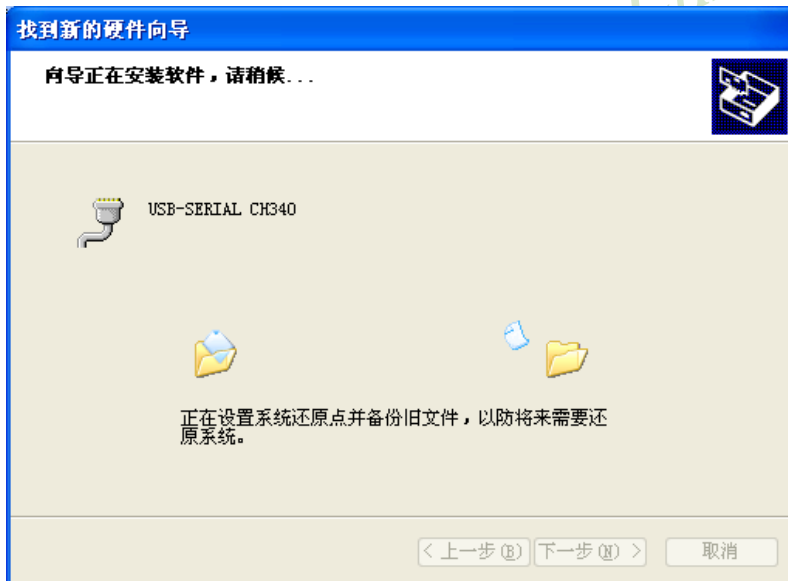 找到新的硬件向导
向导正在安装软件，请稍候...
USB-SERIAL CH340
正在设置系统还原点并备份旧文件，以防将来需要还
原系统。
< 上一步(B) 下一步(N) > 取消